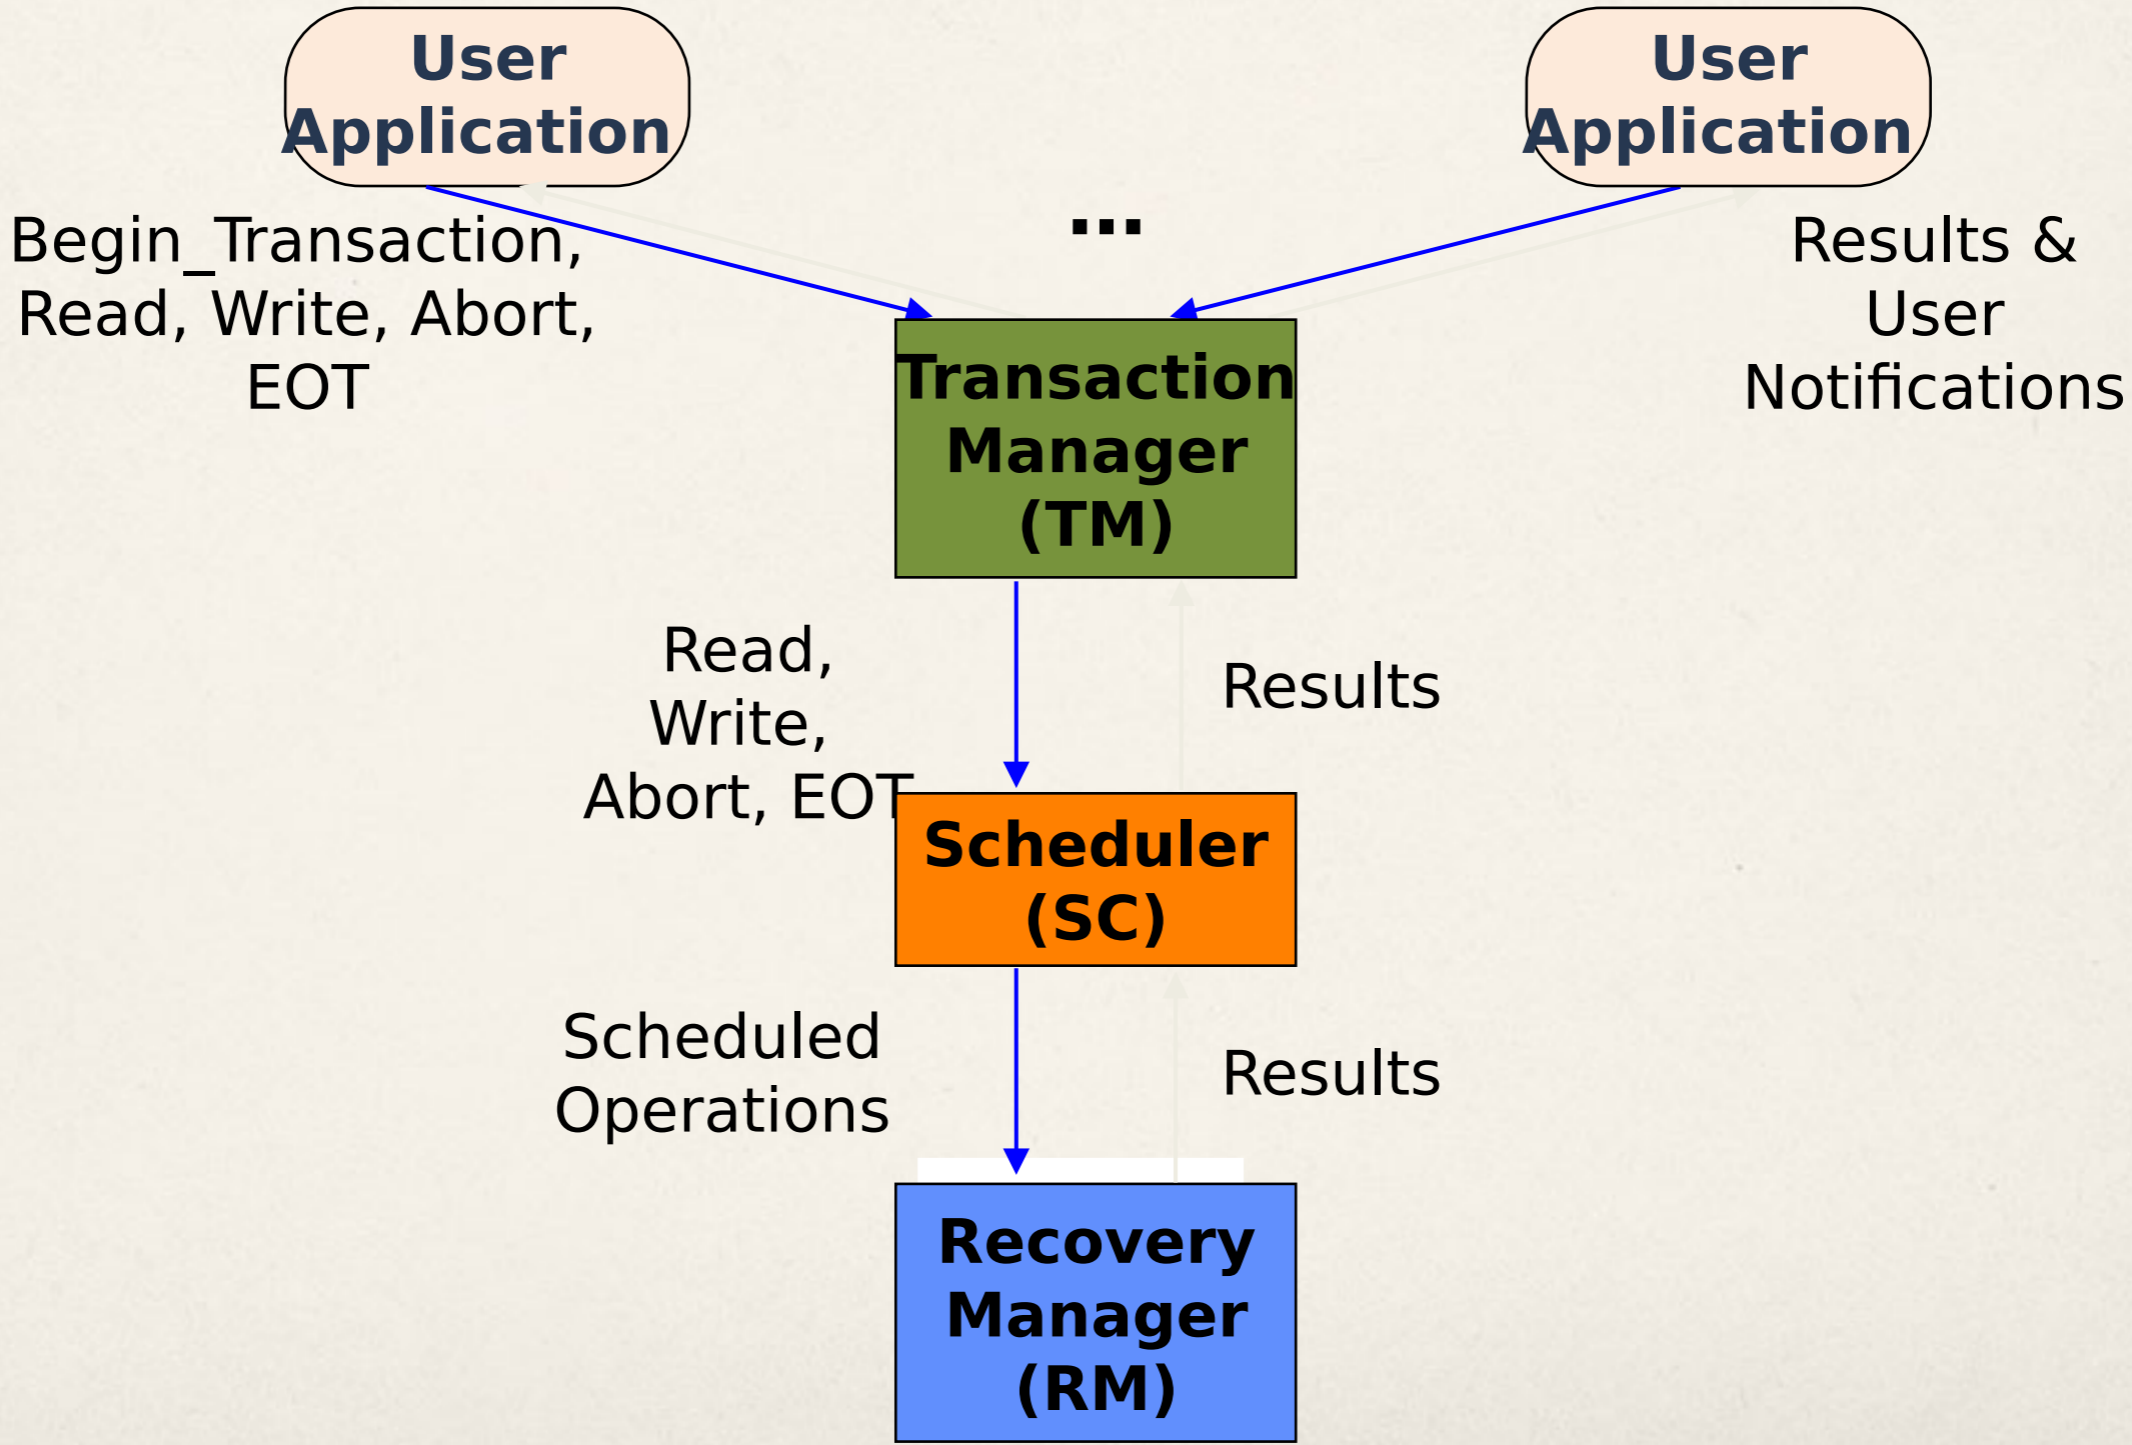 User
Application
User
Application
...
Begin_Transaction,
Read, Write, Abort,
EOT
Results &
User
Notifications
Transaction
Manager
(TM)
Read,
Write,
Abort, EOT
Results
Scheduler
(SC)
Scheduled
Operations
Results
Recovery
Manager
(RM)